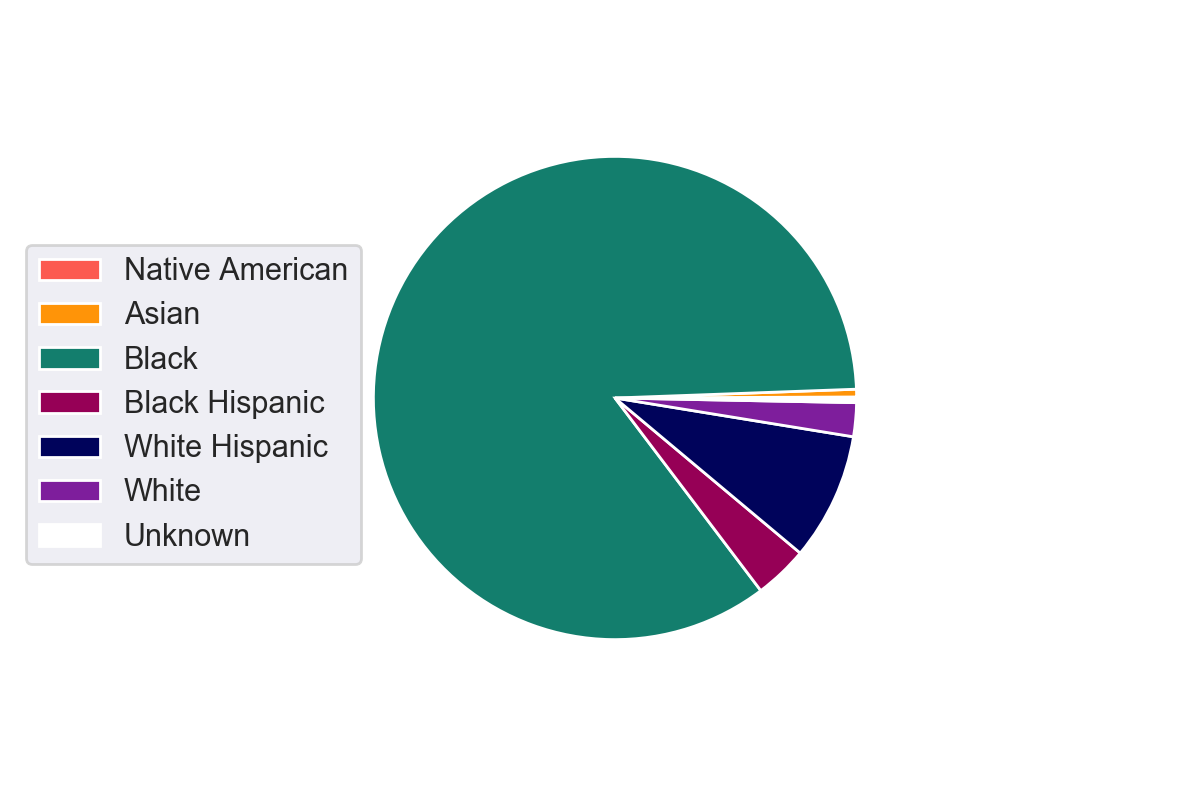 Native American
Asian
Black
Black Hispanic
White Hispanic
White
Unknown